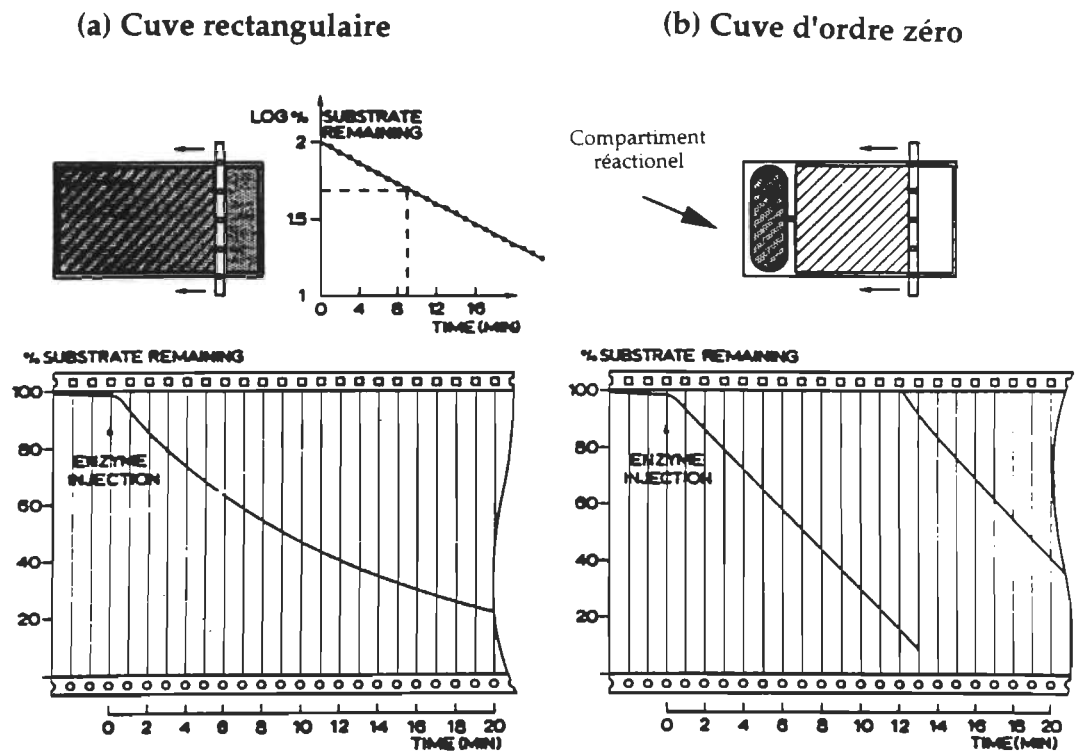 (a) Cuve rectangulaire
LOG % SUBSTRATE
REMAINING
2
1.5
1
0 4 8 12 16
TIME (MIN)
% SUBSTRATE REMAINING
100
80
60
40
20
ENZYME
INJECTION
0 2 4 6 8 10 12 14 16 18 20
TIME (MIN)
(b) Cuve d'ordre zéro
Compartiment
réactionel
% SUBSTRATE REMAINING
100
80
60
40
20
ENZYME
INJECTION
0 2 4 6 8 10 12 14 16 18 20
TIME (MIN)